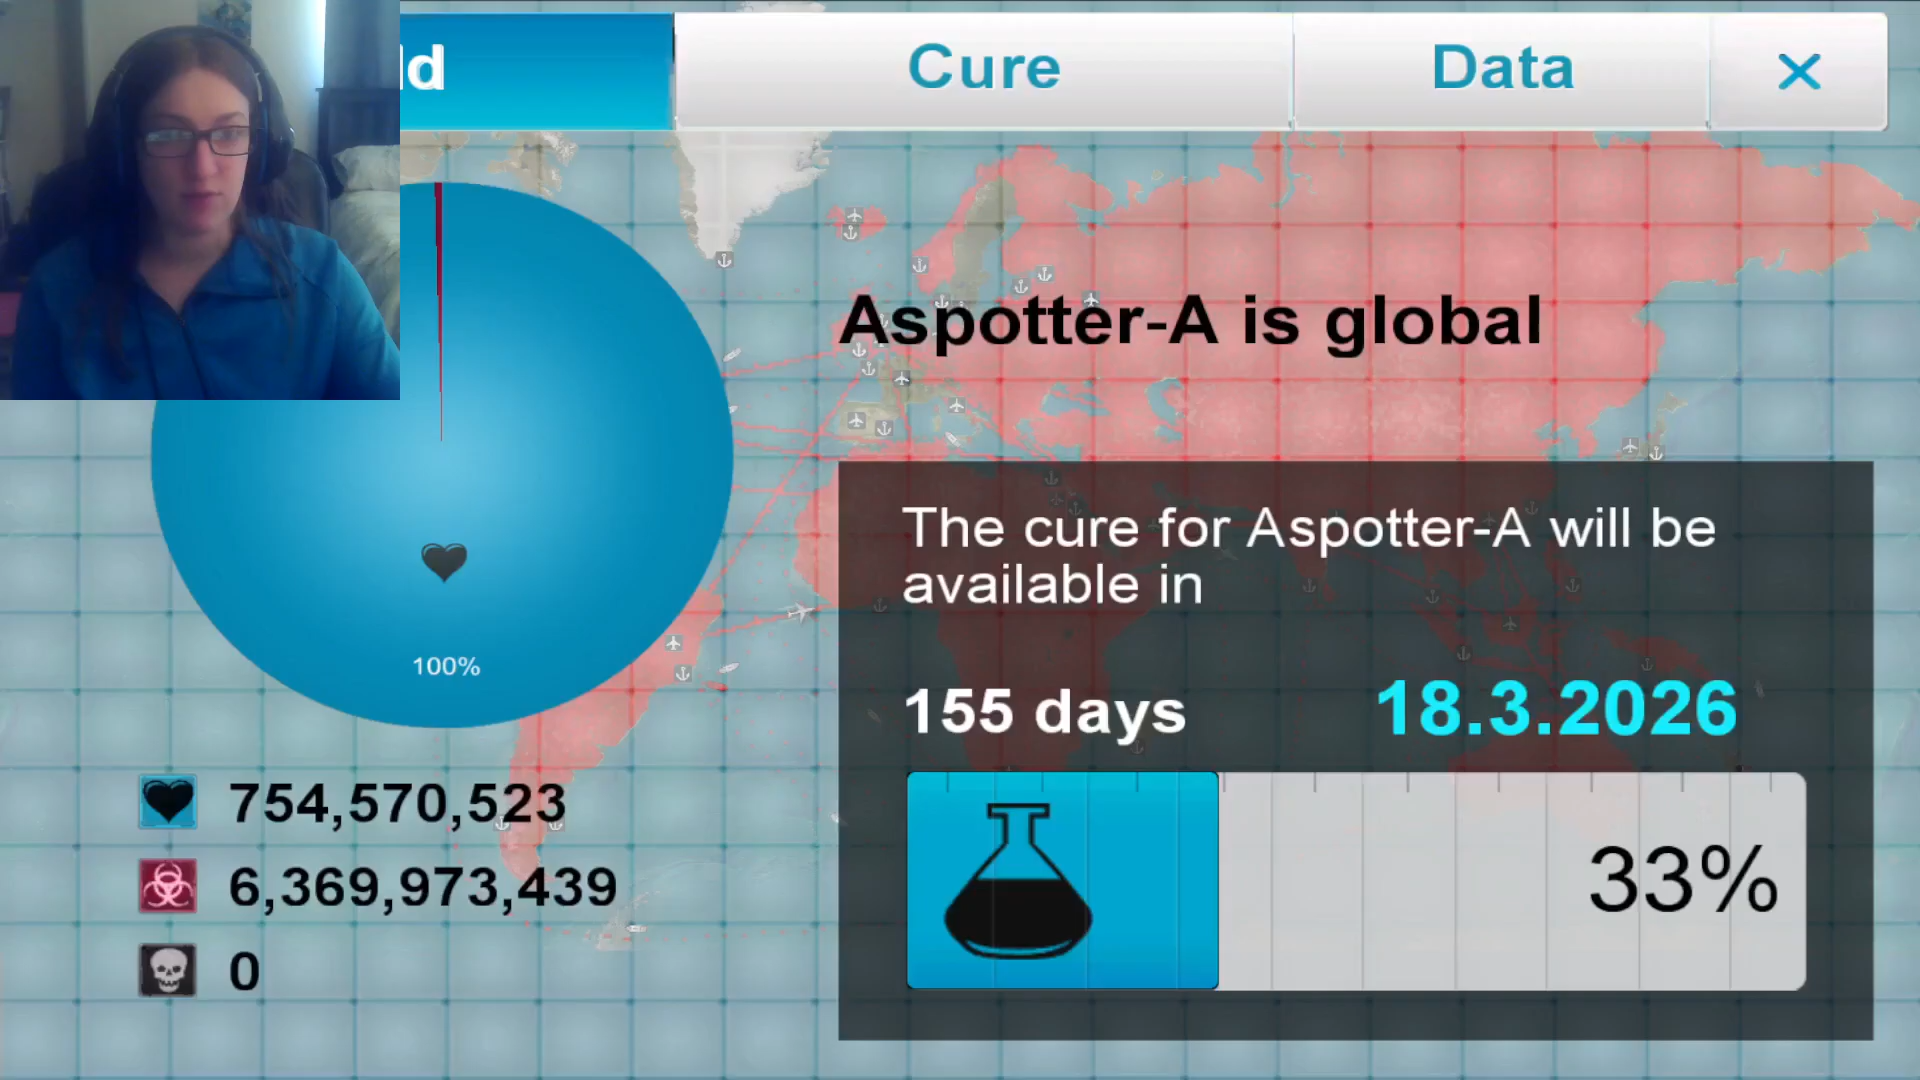 ld
Cure
Data
Aspotter-A is global
The cure for Aspotter-A will be
available in
155 days
18.3.2026
100%
754,570,523
6,369,973,439
0
33%